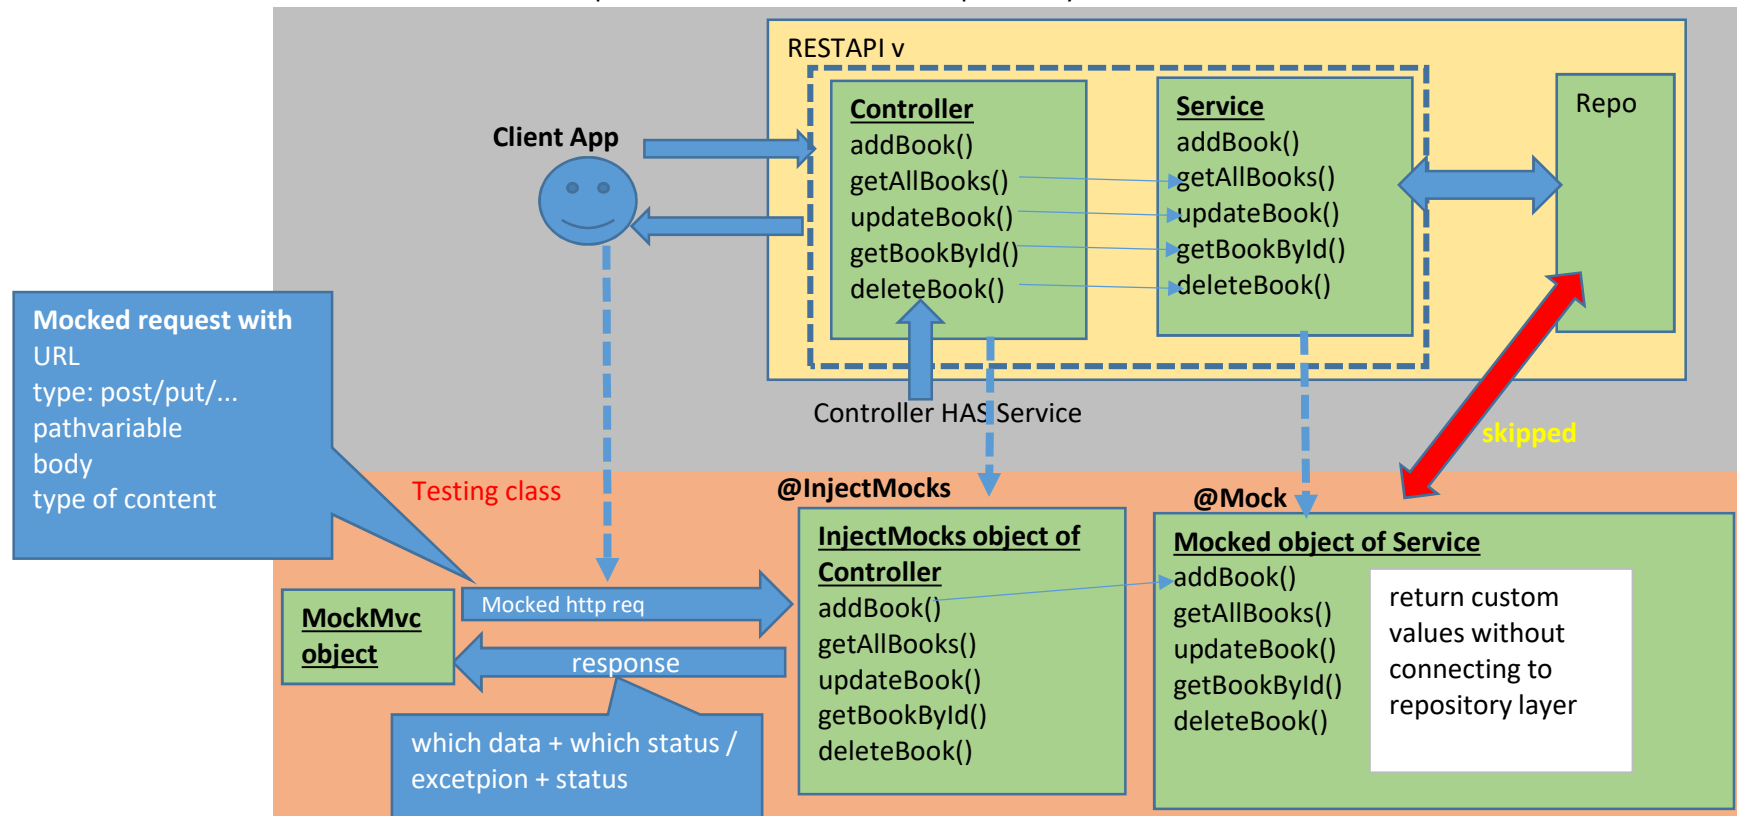 RESTAPI v
Client App
Controller
addBook()
getAllBooks()
updateBook()
getBookById()
deleteBook()
Service
addBook()
getAllBooks()
updateBook()
getBookById()
deleteBook()
Repo
Controller HAS Service
skipped
Mocked request with
URL
type: post/put/...
pathvariable
body
type of content
Testing class
@InjectMocks
@Mock
MockMvc
object
Mocked http req
response
which data + which status /
excetpion + status
InjectMocks object of
Controller
addBook()
getAllBooks()
updateBook()
getBookById()
deleteBook()
Mocked object of Service
addBook()
getAllBooks()
updateBook()
getBookById()
deleteBook()
return custom
values without
connecting to
repository layer